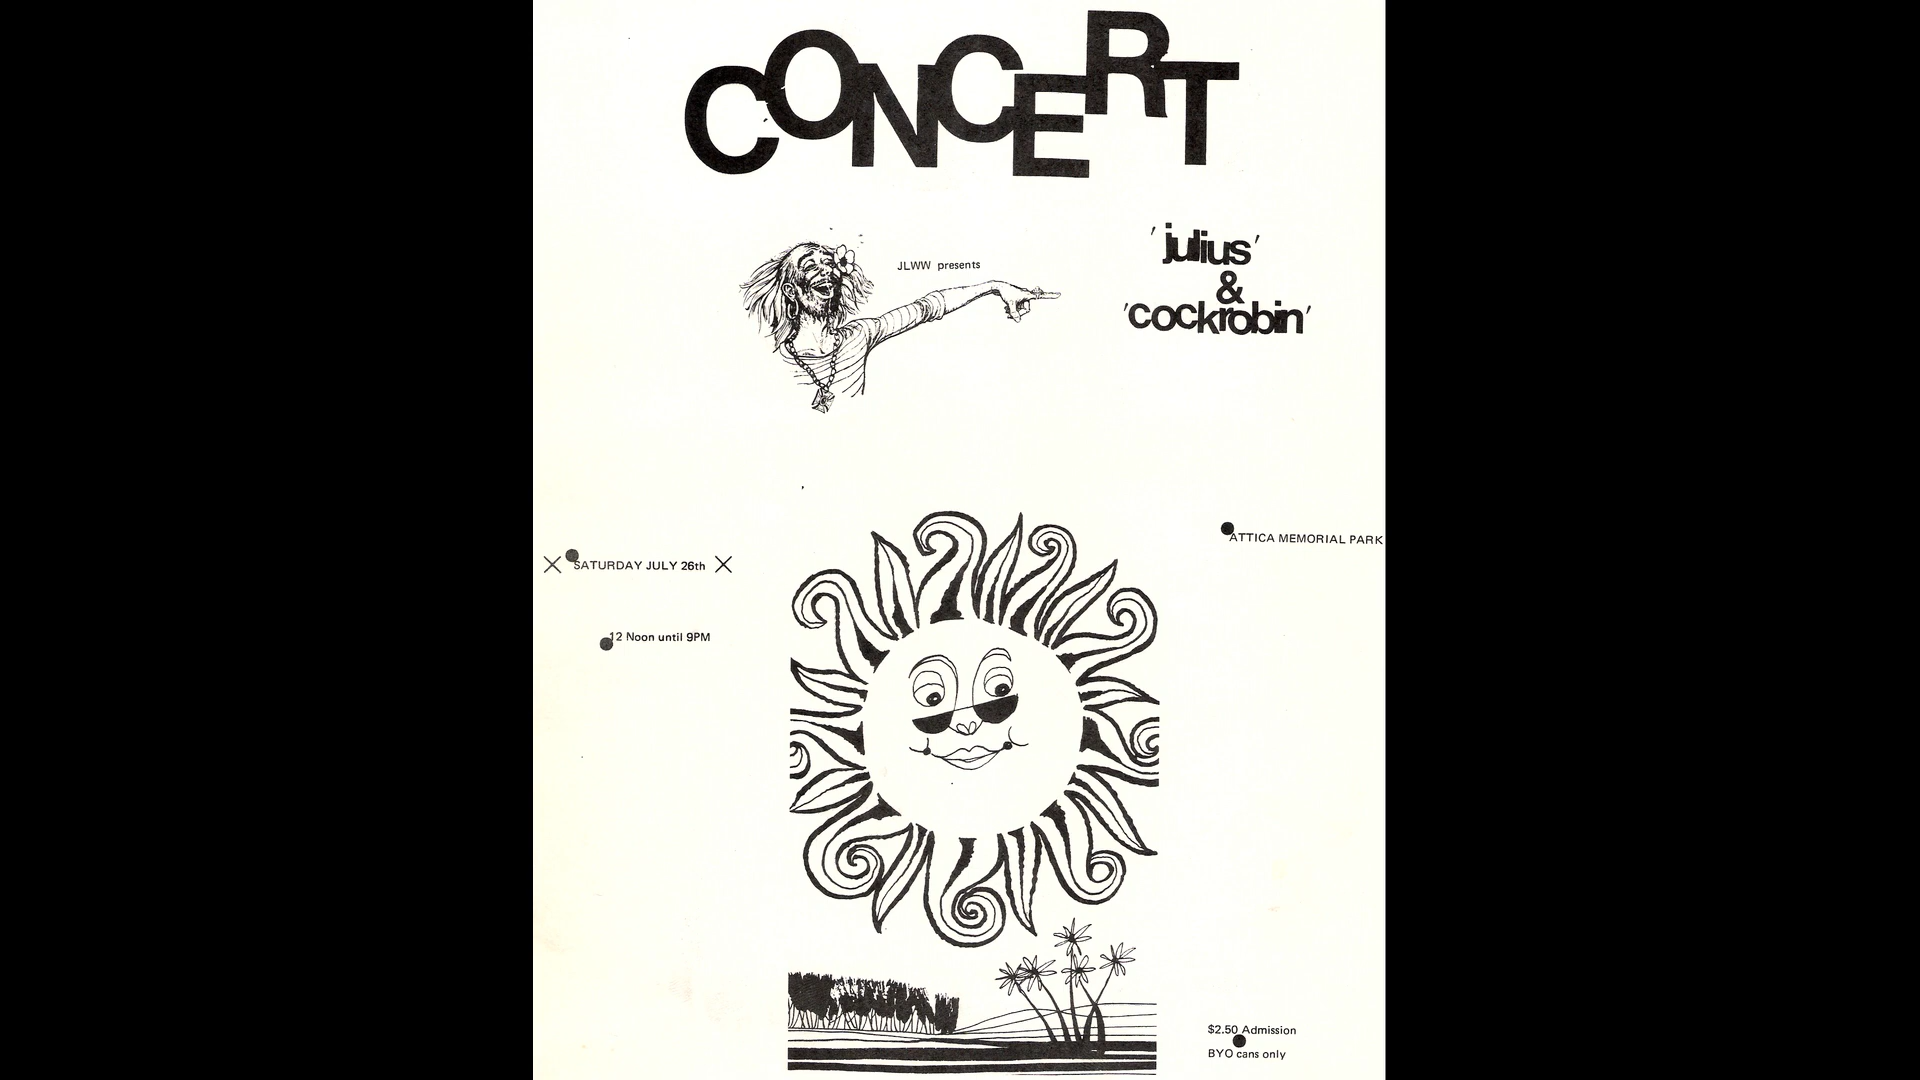 CONCERT
JLWW presents
'julius'
&
'cockrobin'
ATTICA MEMORIAL PARK
SATURDAY JULY 26th
12 Noon until 9PM
$2.50 Admission
BYO cans only